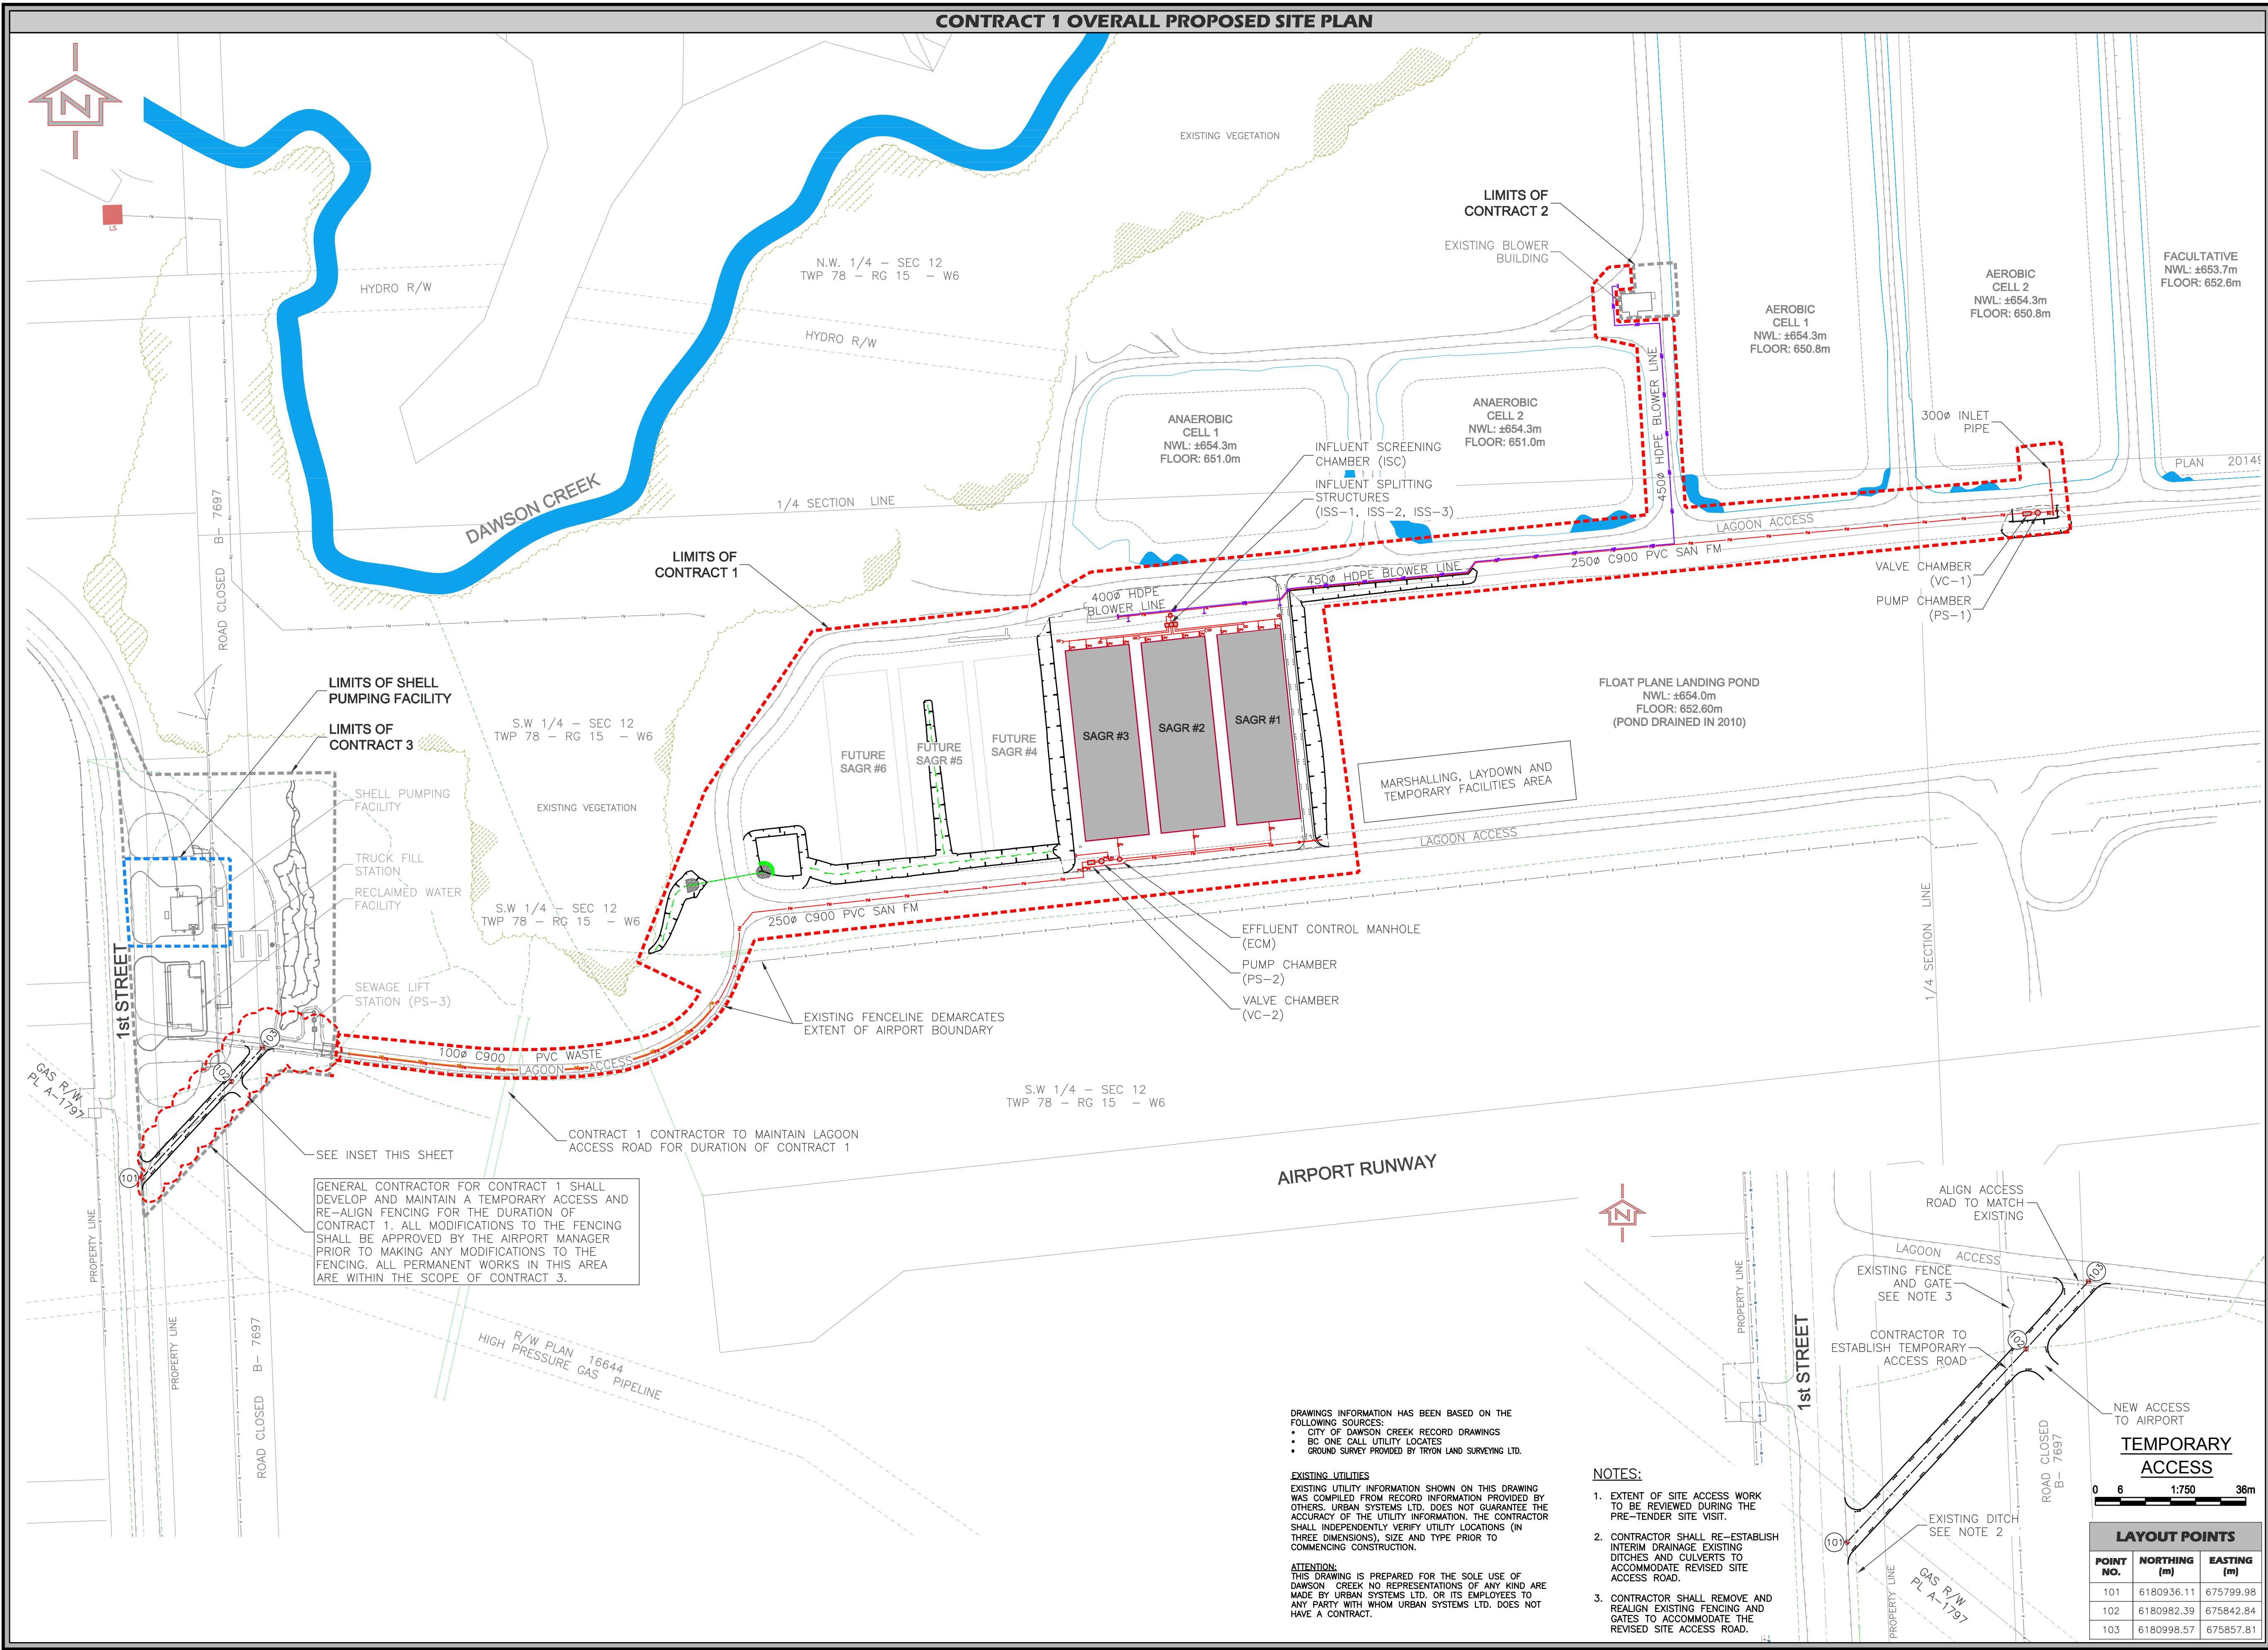 CONTRACT 1 OVERALL PROPOSED SITE PLAN
N
LS
EXISTING VEGETATION
LIMITS OF
CONTRACT 2
EXISTING BLOWER
BUILDING
N.W. 1/4 - SEC 12
TWP 78 - RG 15 - W6
HYDRO R/W
HYDRO R/W
FACULTATIVE
NWL: ±653.7m
FLOOR: 652.6m
AEROBIC
CELL 2
NWL: ±654.3m
FLOOR: 650.8m
AEROBIC
CELL 1
NWL: ±654.3m
FLOOR: 650.8m
450ø HDPE BLOWER LINE
ANAEROBIC
CELL 1
NWL: ±654.3m
FLOOR: 651.0m
ANAEROBIC
CELL 2
NWL: ±654.3m
FLOOR: 651.0m
300ø INLET
PIPE
INFLUENT SCREENING
CHAMBER (ISC)
INFLUENT SPLITTING
STRUCTURES
(ISS-1, ISS-2, ISS-3)
PLAN 2014
DAWSON CREEK
1/4 SECTION LINE
ROAD CLOSED B- 7697
LAGOON ACCESS
250ø C900 PVC SAN FM
450ø HDPE BLOWER LINE
400ø HDPE
BLOWER LINE
LIMITS OF
CONTRACT 1
VALVE CHAMBER
(VC-1)
PUMP CHAMBER
(PS-1)
LIMITS OF SHELL
PUMPING FACILITY
LIMITS OF
CONTRACT 3
S.W 1/4 - SEC 12
TWP 78 - RG 15 - W6
FUTURE
SAGR #6
FUTURE
SAGR #5
FUTURE
SAGR #4
SAGR #3
SAGR #2
SAGR #1
FLOAT PLANE LANDING POND
NWL: ±654.0m
FLOOR: 652.60m
(POND DRAINED IN 2010)
MARSHALLING, LAYDOWN AND
TEMPORARY FACILITIES AREA
LAGOON ACCESS
EXISTING VEGETATION
SHELL PUMPING
FACILITY
TRUCK FILL
STATION
RECLAIMED WATER
FACILITY
S.W 1/4 - SEC 12
TWP 78 - RG 15 - W6
250ø C900 PVC SAN FM
EFFLUENT CONTROL MANHOLE
(ECM)
PUMP CHAMBER
(PS-2)
VALVE CHAMBER
(VC-2)
1/4 SECTION LINE
1st STREET
SEWAGE LIFT
STATION (PS-3)
EXISTING FENCELINE DEMARCATES
EXTENT OF AIRPORT BOUNDARY
103
102
101
100ø C900 PVC WASTE
LAGOON ACCESS
GAS R/W
PL A-1797
S.W 1/4 - SEC 12
TWP 78 - RG 15 - W6
CONTRACT 1 CONTRACTOR TO MAINTAIN LAGOON
ACCESS ROAD FOR DURATION OF CONTRACT 1
SEE INSET THIS SHEET
GENERAL CONTRACTOR FOR CONTRACT 1 SHALL
DEVELOP AND MAINTAIN A TEMPORARY ACCESS AND
RE-ALIGN FENCING FOR THE DURATION OF
CONTRACT 1. ALL MODIFICATIONS TO THE FENCING
SHALL BE APPROVED BY THE AIRPORT MANAGER
PRIOR TO MAKING ANY MODIFICATIONS TO THE
FENCING. ALL PERMANENT WORKS IN THIS AREA
ARE WITHIN THE SCOPE OF CONTRACT 3.
AIRPORT RUNWAY
PROPERTY LINE
PROPERTY LINE
ROAD CLOSED B- 7697
R/W PLAN 16644
HIGH PRESSURE GAS PIPELINE
DRAWINGS INFORMATION HAS BEEN BASED ON THE
FOLLOWING SOURCES:
• CITY OF DAWSON CREEK RECORD DRAWINGS
• BC ONE CALL UTILITY LOCATES
• GROUND SURVEY PROVIDED BY TRYON LAND SURVEYING LTD.
EXISTING UTILITIES
EXISTING UTILITY INFORMATION SHOWN ON THIS DRAWING
WAS COMPILED FROM RECORD INFORMATION PROVIDED BY
OTHERS. URBAN SYSTEMS LTD. DOES NOT GUARANTEE THE
ACCURACY OF THE UTILITY INFORMATION. THE CONTRACTOR
SHALL INDEPENDENTLY VERIFY UTILITY LOCATIONS (IN
THREE DIMENSIONS), SIZE AND TYPE PRIOR TO
COMMENCING CONSTRUCTION.
ATTENTION:
THIS DRAWING IS PREPARED FOR THE SOLE USE OF
DAWSON CREEK NO REPRESENTATIONS OF ANY KIND ARE
MADE BY URBAN SYSTEMS LTD. OR ITS EMPLOYEES TO
ANY PARTY WITH WHOM URBAN SYSTEMS LTD. DOES NOT
HAVE A CONTRACT.
NOTES:
1. EXTENT OF SITE ACCESS WORK
TO BE REVIEWED DURING THE
PRE-TENDER SITE VISIT.
2. CONTRACTOR SHALL RE-ESTABLISH
INTERIM DRAINAGE EXISTING
DITCHES AND CULVERTS TO
ACCOMMODATE REVISED SITE
ACCESS ROAD.
3. CONTRACTOR SHALL REMOVE AND
REALIGN EXISTING FENCING AND
GATES TO ACCOMMODATE THE
REVISED SITE ACCESS ROAD.
N
PROPERTY LINE
1st STREET
ALIGN ACCESS
ROAD TO MATCH
EXISTING
LAGOON ACCESS
EXISTING FENCE
AND GATE
SEE NOTE 3
103
CONTRACTOR TO
ESTABLISH TEMPORARY
ACCESS ROAD
102
NEW ACCESS
TO AIRPORT
ROAD CLOSED
B- 7697
EXISTING DITCH
SEE NOTE 2
101
GAS R/W
PL A-1797
PROPERTY LINE
TEMPORARY
ACCESS
0 6 1:750 36m
LAYOUT POINTS
POINT NO. NORTHING (m) EASTING (m)
101 6180936.11 675799.98
102 6180982.39 675842.84
103 6180998.57 675857.81